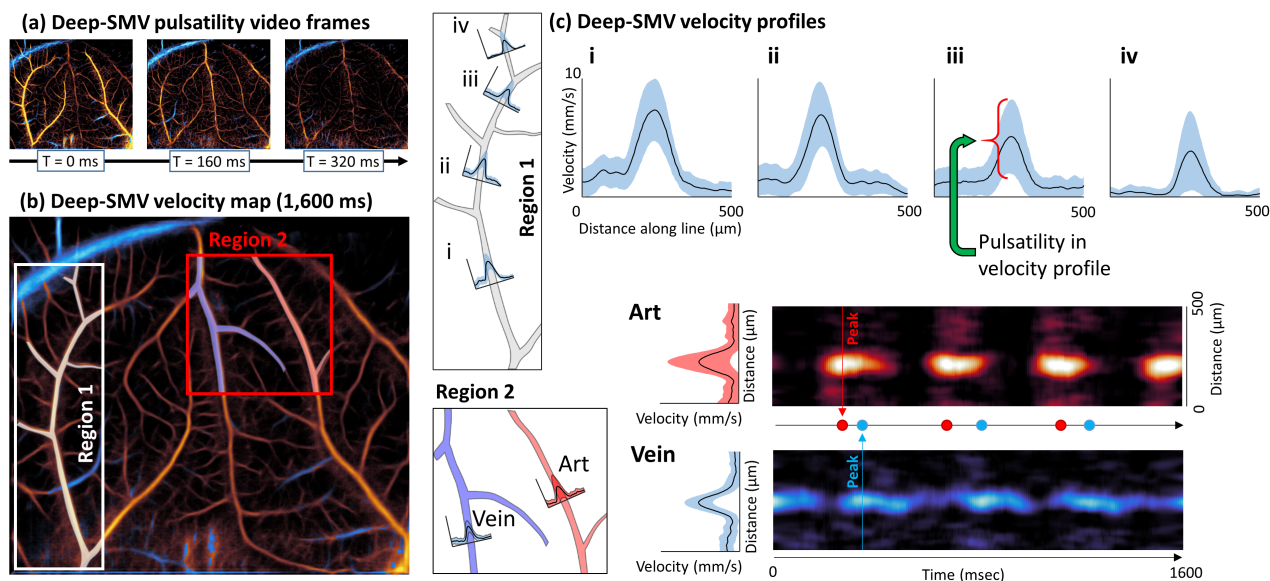 (a) Deep-SMV pulsatility video frames
T = 0 ms
T = 160 ms
T = 320 ms
(b) Deep-SMV velocity map (1,600 ms)
Region 2
Region 1
iv
iii
ii
i
Region 1
Region 2
Art
Vein
(c) Deep-SMV velocity profiles
i
ii
iii
iv
10
Velocity (mm/s)
0
500
500
500
500
Distance along line (µm)
Pulsatility in
velocity profile
Art
Distance (µm)
Velocity (mm/s)
Peak
500
Distance (µm)
0
Vein
Distance (µm)
Velocity (mm/s)
Peak
0
Time (msec)
1600